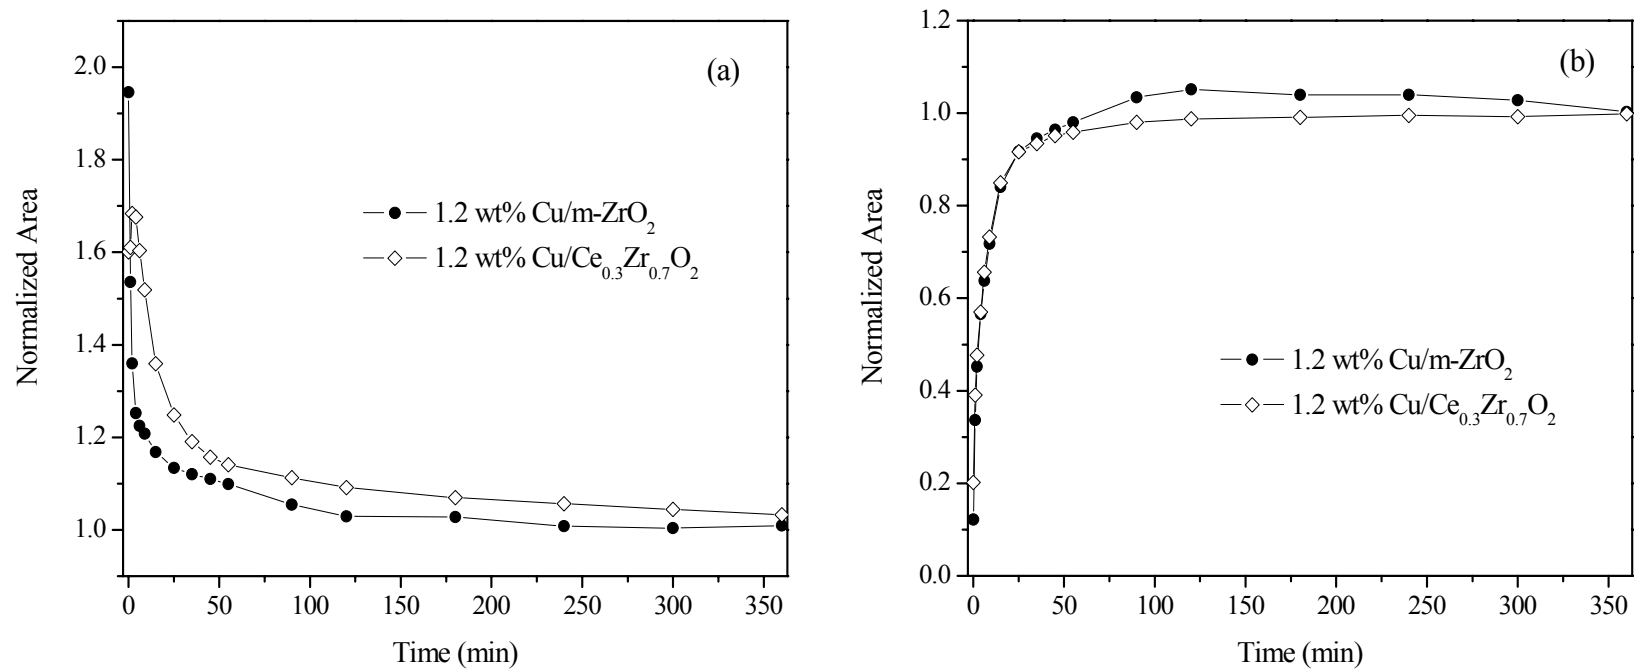 (a)
2.0
1.8
1.6
1.4
1.2
1.0
Normalized Area
1.2 wt% Cu/m-ZrO₂
1.2 wt% Cu/Ce₀.₃Zr₀.₇O₂
0 50 100 150 200 250 300 350
Time (min)
(b)
1.2
1.0
0.8
0.6
0.4
0.2
0.0
Normalized Area
1.2 wt% Cu/m-ZrO₂
1.2 wt% Cu/Ce₀.₃Zr₀.₇O₂
0 50 100 150 200 250 300 350
Time (min)